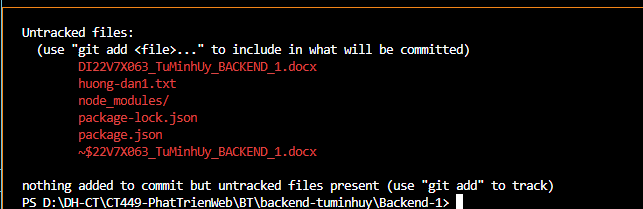 Untracked files:
(use "git add <file>..." to include in what will be committed)
DI22V7X063_TuMinhUy_BACKEND_1.docx
huong-dan1.txt
node_modules/
package-lock.json
package.json
~$22V7X063_TuMinhUy_BACKEND_1.docx
nothing added to commit but untracked files present (use "git add" to track)
PS D:\DH-CT\CT449-PhatTrienWeb\BT\backend-tuminhuy\Backend-1>